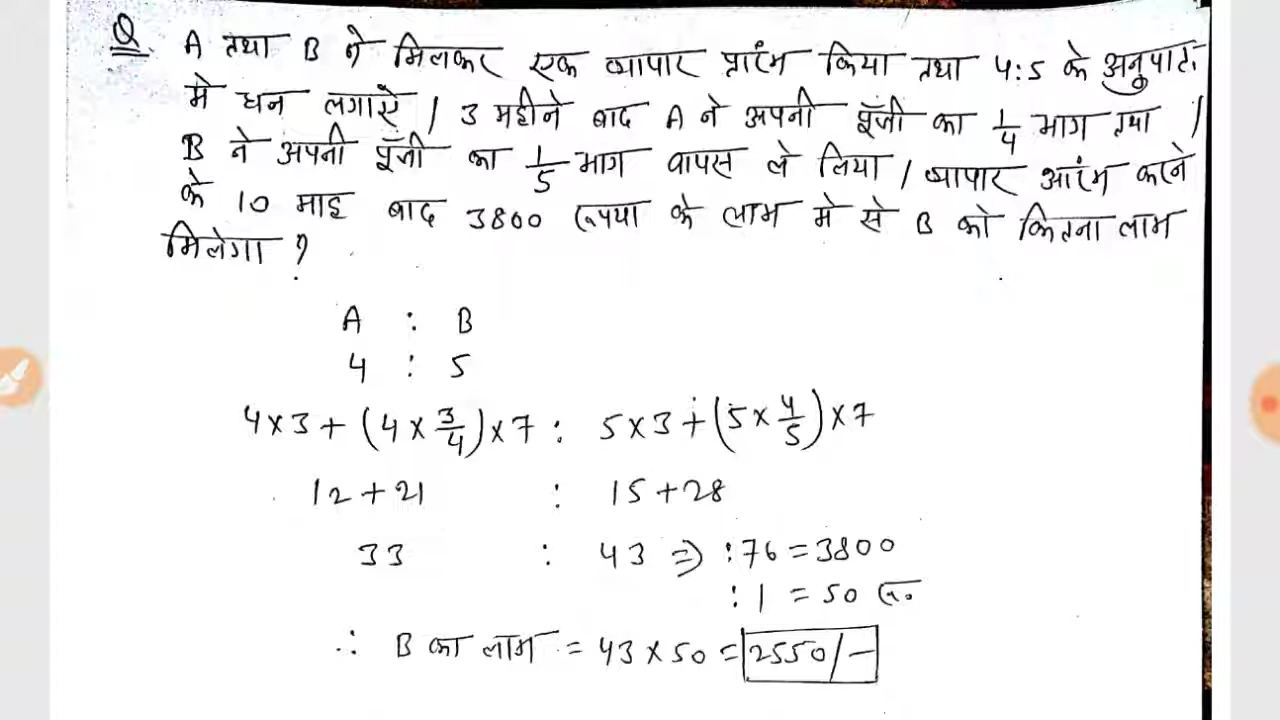 Q A तथा B ने मिलकर एक व्यापार प्रारंभ किया तथा 4:5 के अनुपात
मे धन लगाऐ | 3 महीने बाद A ने अपनी पूँजी का 1/4 भाग तथा |
B ने अपनी पूँजी का 1/5 भाग वापस ले लिया | व्यापार आरंभ करने
के 10 माह बाद 3800 रूपया के लाभ मे से B को कितना लाभ
मिलेगा ?
A : B
4 : 5
4×3+(4×3/4)×7 : 5×3+(5×4/5)×7
12+21 : 15+28
33 : 43 ⇒ :76=3800
:1 = 50 रू.
∴ B का लाभ = 43×50 = 2550/-